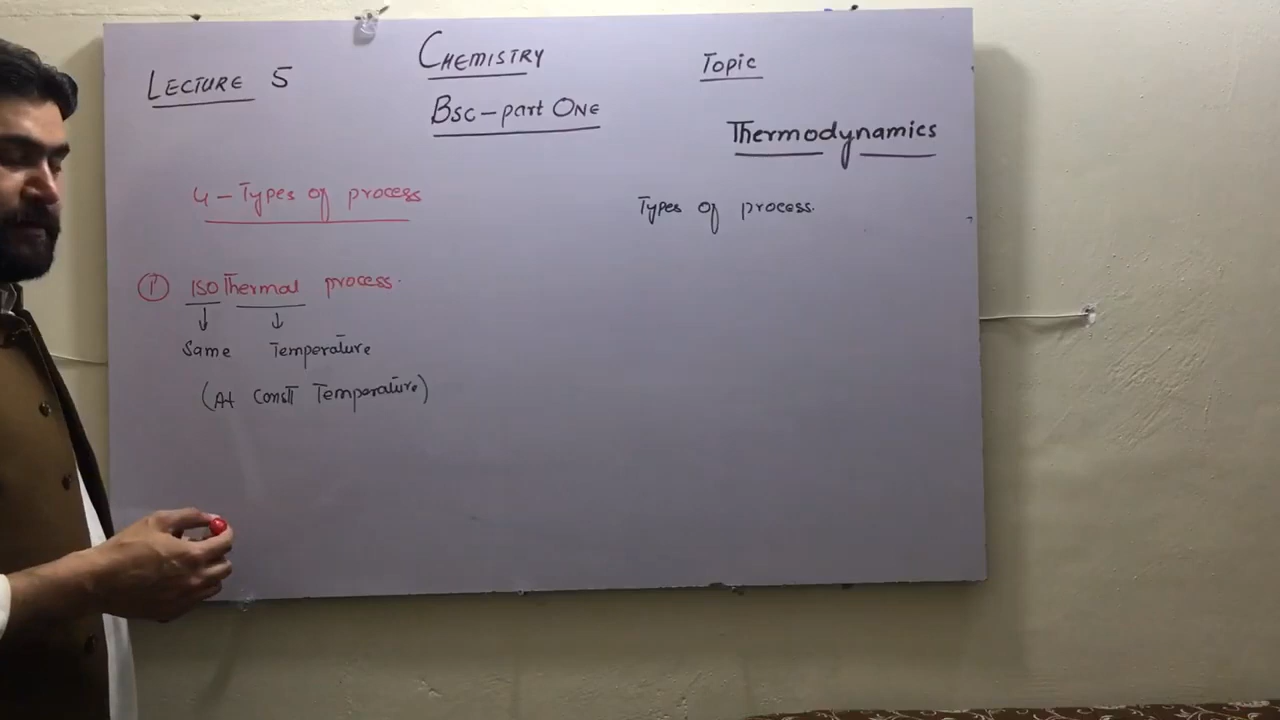 LECTURE 5
CHEMISTRY
Bsc-part ONE
Topic
Thermodynamics
Types of process.
4-Types of process
1 ISOThermal process.
Same Temperature
(At Constt Temperature)